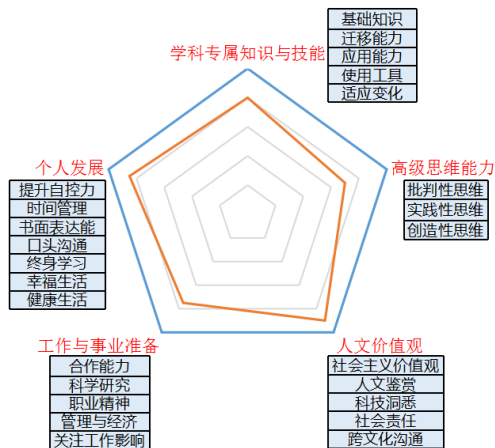 学科专属知识与技能
基础知识
迁移能力
应用能力
使用工具
适应变化
高级思维能力
批判性思维
实践性思维
创造性思维
人文价值观
社会主义价值观
人文鉴赏
科技洞悉
社会责任
跨文化沟通
工作与事业准备
合作能力
科学研究
职业精神
管理与经济
关注工作影响
个人发展
提升自控力
时间管理
书面表达能
口头沟通
终身学习
幸福生活
健康生活